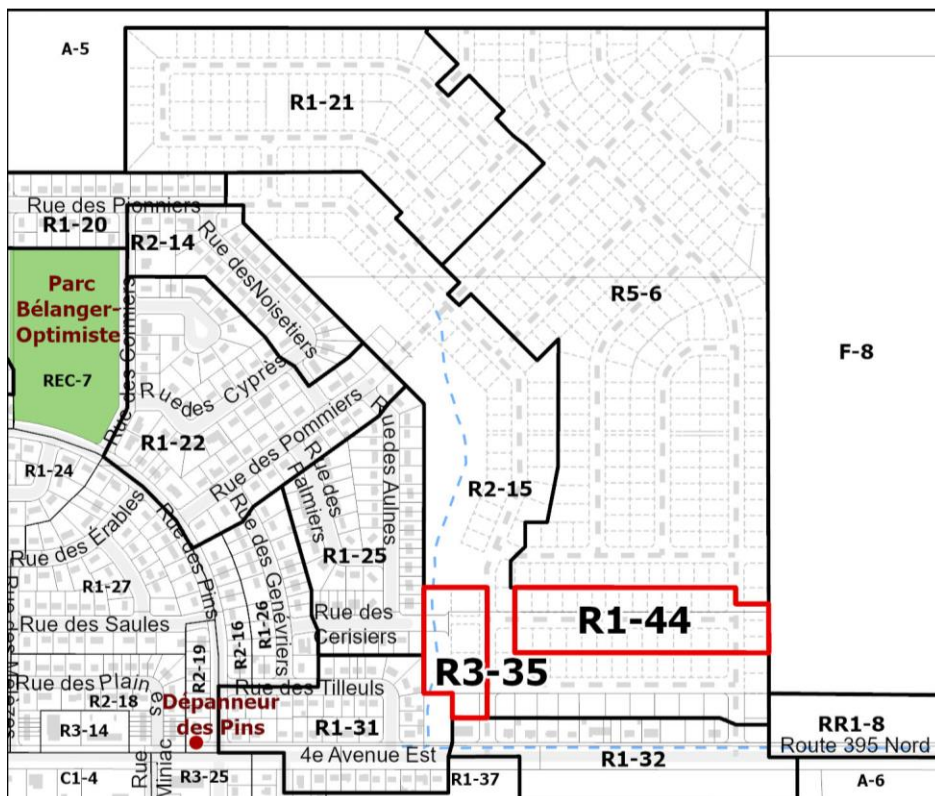 A-5
R1-21
Rue des Pionniers
R1-20
R2-14
Rue des Noisetiers
R5-6
Parc
Bélanger-
Optimiste
REC-7
Rue des Cormiers
F-8
Rue des Cyprès
R1-22
Rue des Pommiers
Rue des Aulnes
R1-24
Rue des
Palmiers
R2-15
Rue des Érables
Rue des Pins
Rue des Genévriers
R1-25
R1-27
R1-26
Rue des Saules
R2-16
Rue des
Cerisiers
R1-44
R3-35
R2-19
Rue des Plaine
R2-18
Rue des Tilleuls
Dépanneur
des Pins
R3-14
R1-31
RR1-8
Rue
Miniac
4e Avenue Est
Route 395 Nord
C1-4
R3-25
R1-37
R1-32
A-6